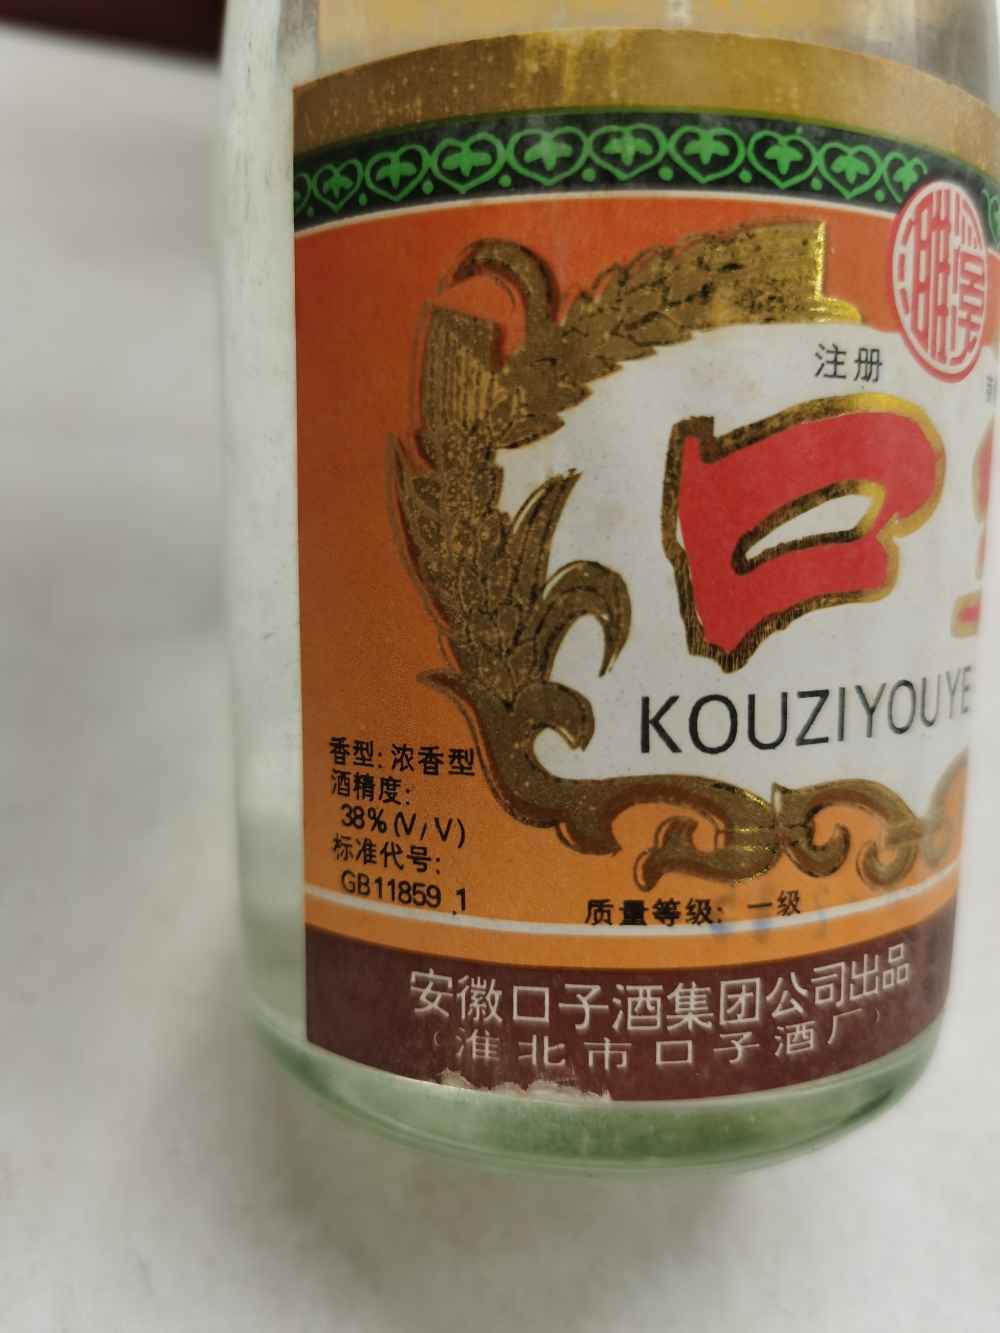 濉溪
注册
口
KOUZIYOUYE
香型:浓香型
酒精度:
38%(V/V)
标准代号:
GB11859.1
质量等级:一级
安徽口子酒集团公司出品
(淮北市口子酒厂)